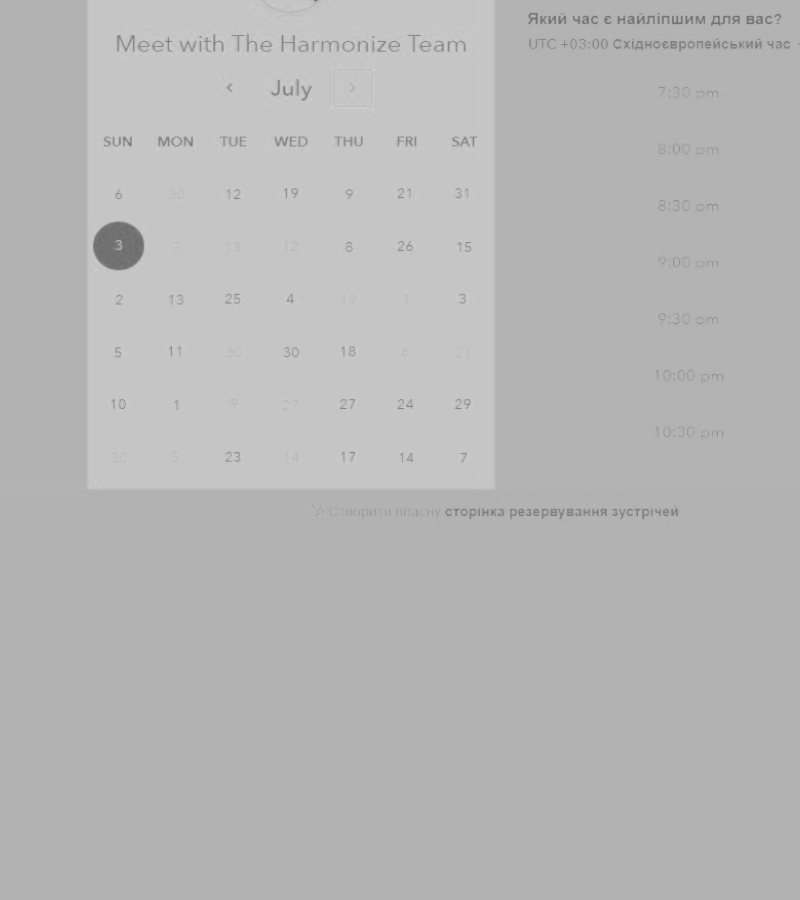 Meet with The Harmonize Team
July
SUN MON TUE WED THU FRI SAT
6 30 12 19 9 21 31
3 3 18 12 8 26 15
2 13 25 4 19 1 3
5 11 30 30 18 6 21
10 1 9 27 27 24 29
30 5 23 14 17 14 7
Який час є найліпшим для вас?
UTC +03:00 Східноєвропейський час
7:30 pm
8:00 pm
8:30 pm
9:00 pm
9:30 pm
10:00 pm
10:30 pm
Створити власну сторінка резервування зустрічей